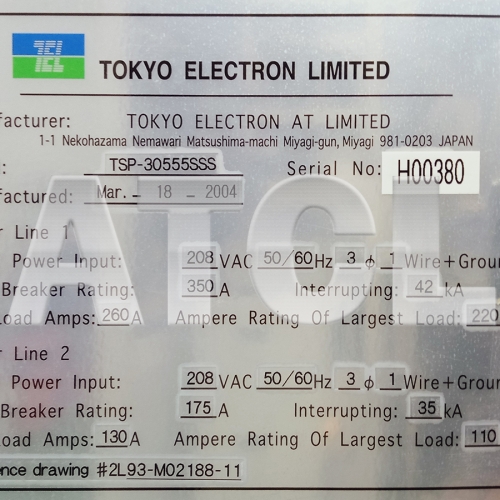 TEL
TOKYO ELECTRON LIMITED
facturer: TOKYO ELECTRON AT LIMITED
1-1 Nekohazama Nemawari Matsushima-machi Miyagi-gun, Miyagi 981-0203 JAPAN
: TSP-30555SSS Serial No: H00380
factured: Mar. - 18 - 2004
ATCL
r Line 1
Power Input: 208 VAC 50/60Hz 3 ϕ 1 Wire+Groun
Breaker Rating: 350 A Interrupting: 42 kA
oad Amps: 260 A Ampere Rating Of Largest Load: 220
r Line 2
Power Input: 208 VAC 50/60Hz 3 ϕ 1 Wire+Groun
Breaker Rating: 175 A Interrupting: 35 kA
oad Amps: 130 A Ampere Rating Of Largest Load: 110
ence drawing #2L93-M02188-11